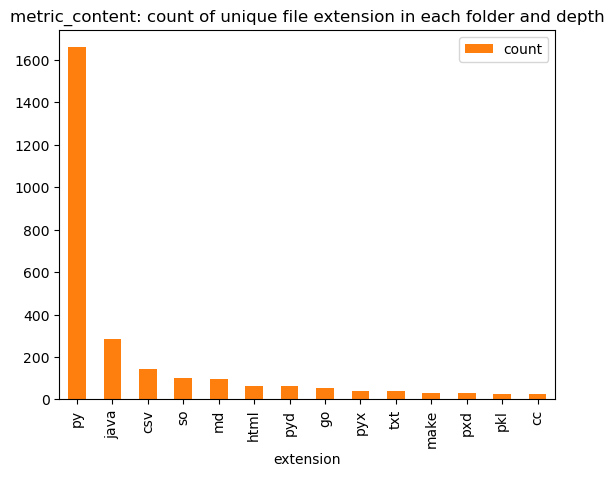 metric_content: count of unique file extension in each folder and depth
count
1600
1400
1200
1000
800
600
400
200
0
py
java
csv
so
md
html
pyd
go
pyx
txt
make
pxd
pkl
cc
extension